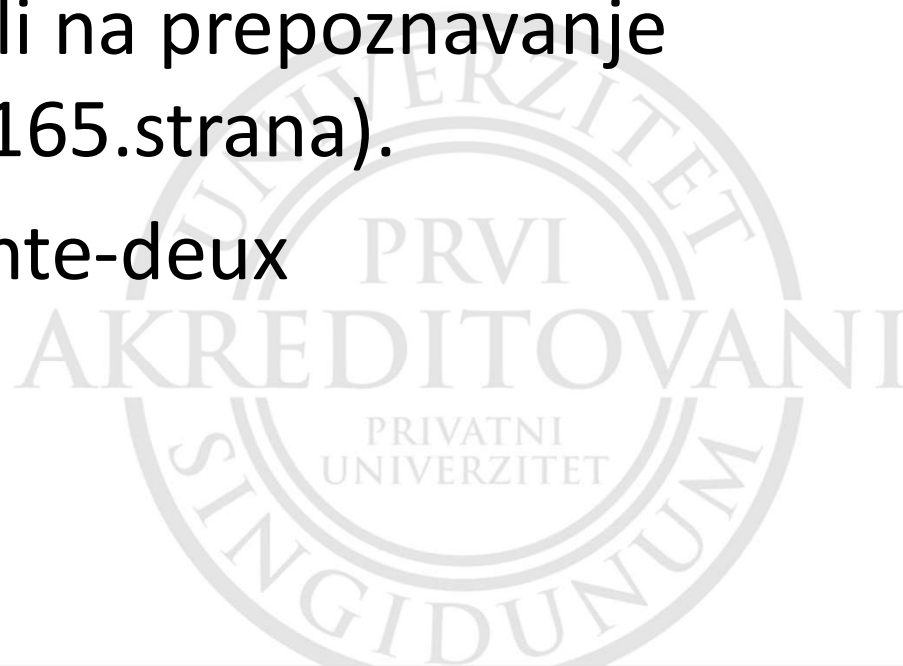 li na prepoznavanje
165.strana).
nte-deux
UNIVERZITET
PRVI
AKREDITOVANI
PRIVATNI
UNIVERZITET
SINGIDUNUM